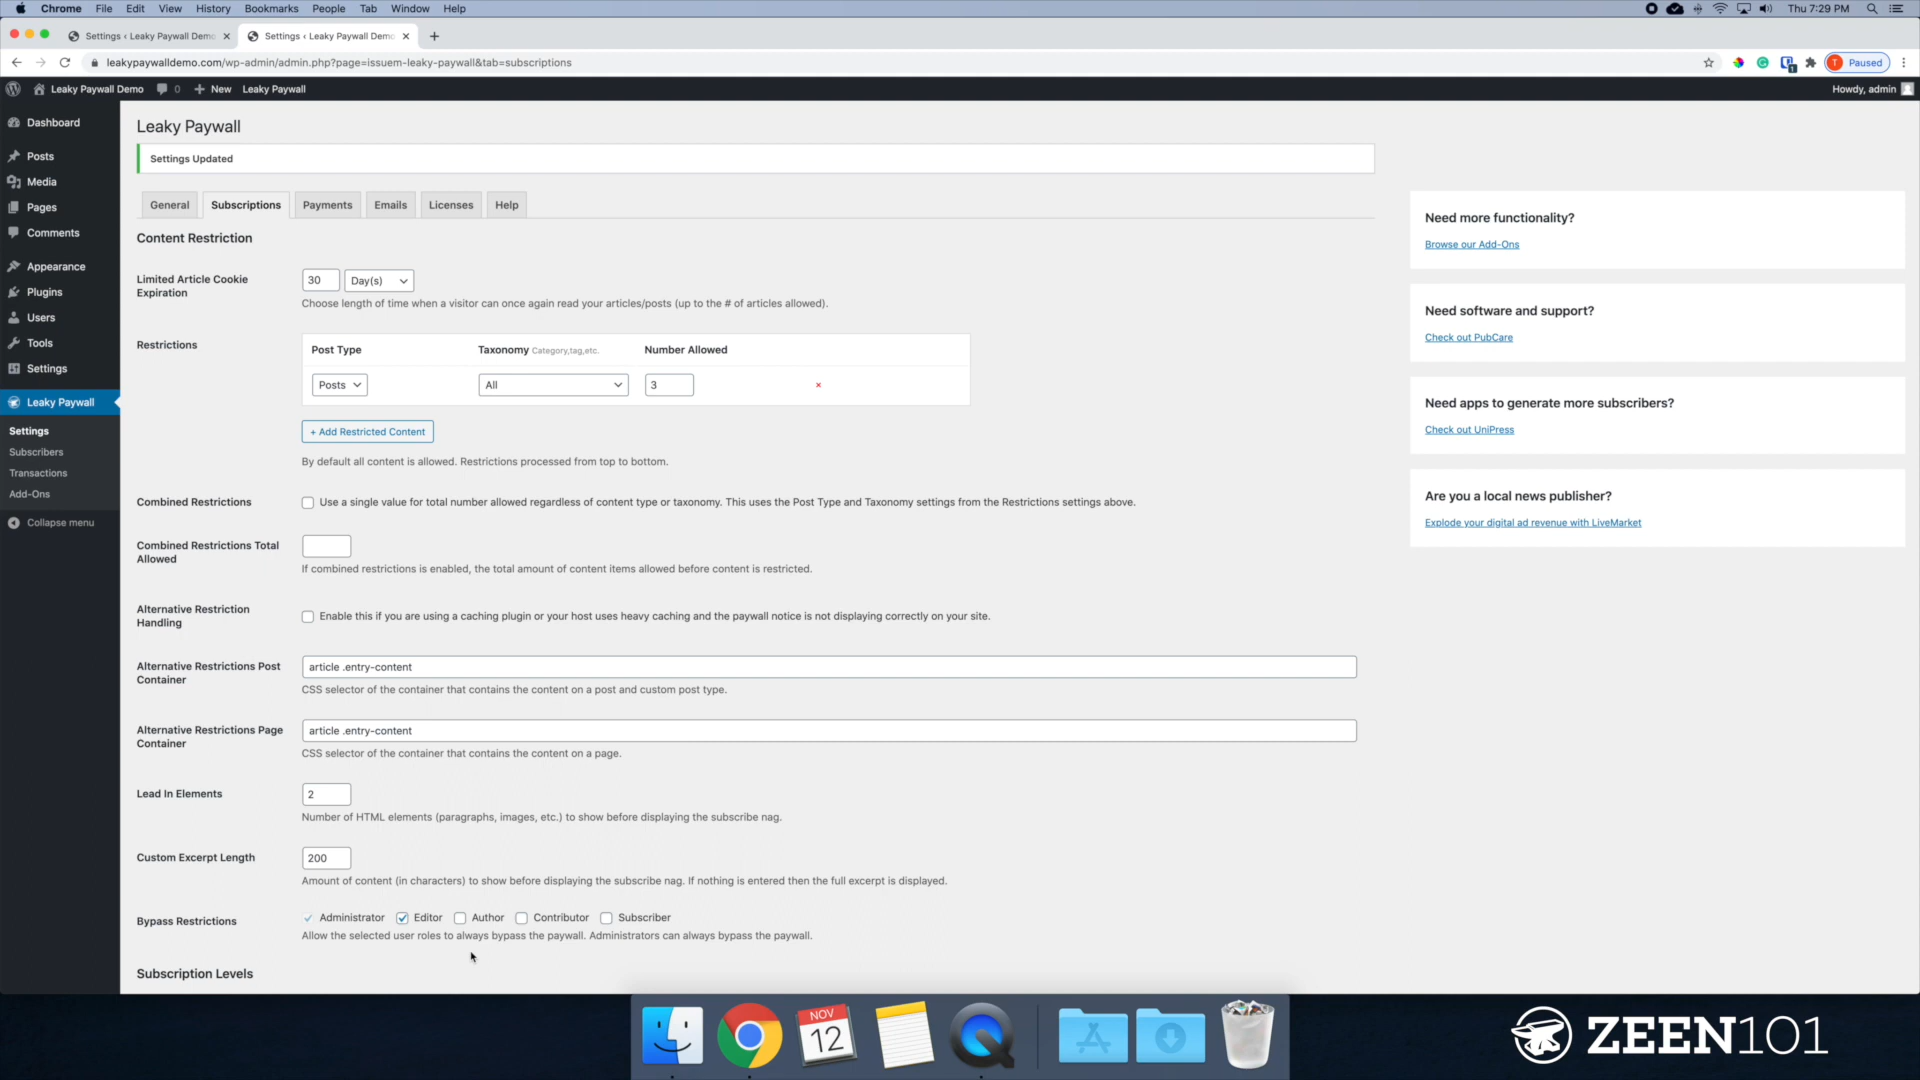 Chrome File Edit View History Bookmarks People Tab Window Help Thu 7:29 PM
Settings ‹ Leaky Paywall Demo Settings ‹ Leaky Paywall Demo
leakypaywalldemo.com/wp-admin/admin.php?page=issuem-leaky-paywall&tab=subscriptions T Paused
Leaky Paywall Demo 0 New Leaky Paywall Howdy, admin
Dashboard
Posts
Media
Pages
Comments
Appearance
Plugins
Users
Tools
Settings
Leaky Paywall
Settings
Subscribers
Transactions
Add-Ons
Collapse menu
Leaky Paywall
Settings Updated
General Subscriptions Payments Emails Licenses Help
Content Restriction
Limited Article Cookie
Expiration
30 Day(s)
Choose length of time when a visitor can once again read your articles/posts (up to the # of articles allowed).
Restrictions
Post Type Taxonomy Category,tag,etc. Number Allowed
Posts All 3 ×
+ Add Restricted Content
By default all content is allowed. Restrictions processed from top to bottom.
Combined Restrictions
Use a single value for total number allowed regardless of content type or taxonomy. This uses the Post Type and Taxonomy settings from the Restrictions settings above.
Combined Restrictions Total
Allowed
If combined restrictions is enabled, the total amount of content items allowed before content is restricted.
Alternative Restriction
Handling
Enable this if you are using a caching plugin or your host uses heavy caching and the paywall notice is not displaying correctly on your site.
Alternative Restrictions Post
Container
article .entry-content
CSS selector of the container that contains the content on a post and custom post type.
Alternative Restrictions Page
Container
article .entry-content
CSS selector of the container that contains the content on a page.
Lead In Elements
2
Number of HTML elements (paragraphs, images, etc.) to show before displaying the subscribe nag.
Custom Excerpt Length
200
Amount of content (in characters) to show before displaying the subscribe nag. If nothing is entered then the full excerpt is displayed.
Bypass Restrictions
Administrator Editor Author Contributor Subscriber
Allow the selected user roles to always bypass the paywall. Administrators can always bypass the paywall.
Subscription Levels
Need more functionality?
Browse our Add-Ons
Need software and support?
Check out PubCare
Need apps to generate more subscribers?
Check out UniPress
Are you a local news publisher?
Explode your digital ad revenue with LiveMarket
NOV
12
ZEEN101